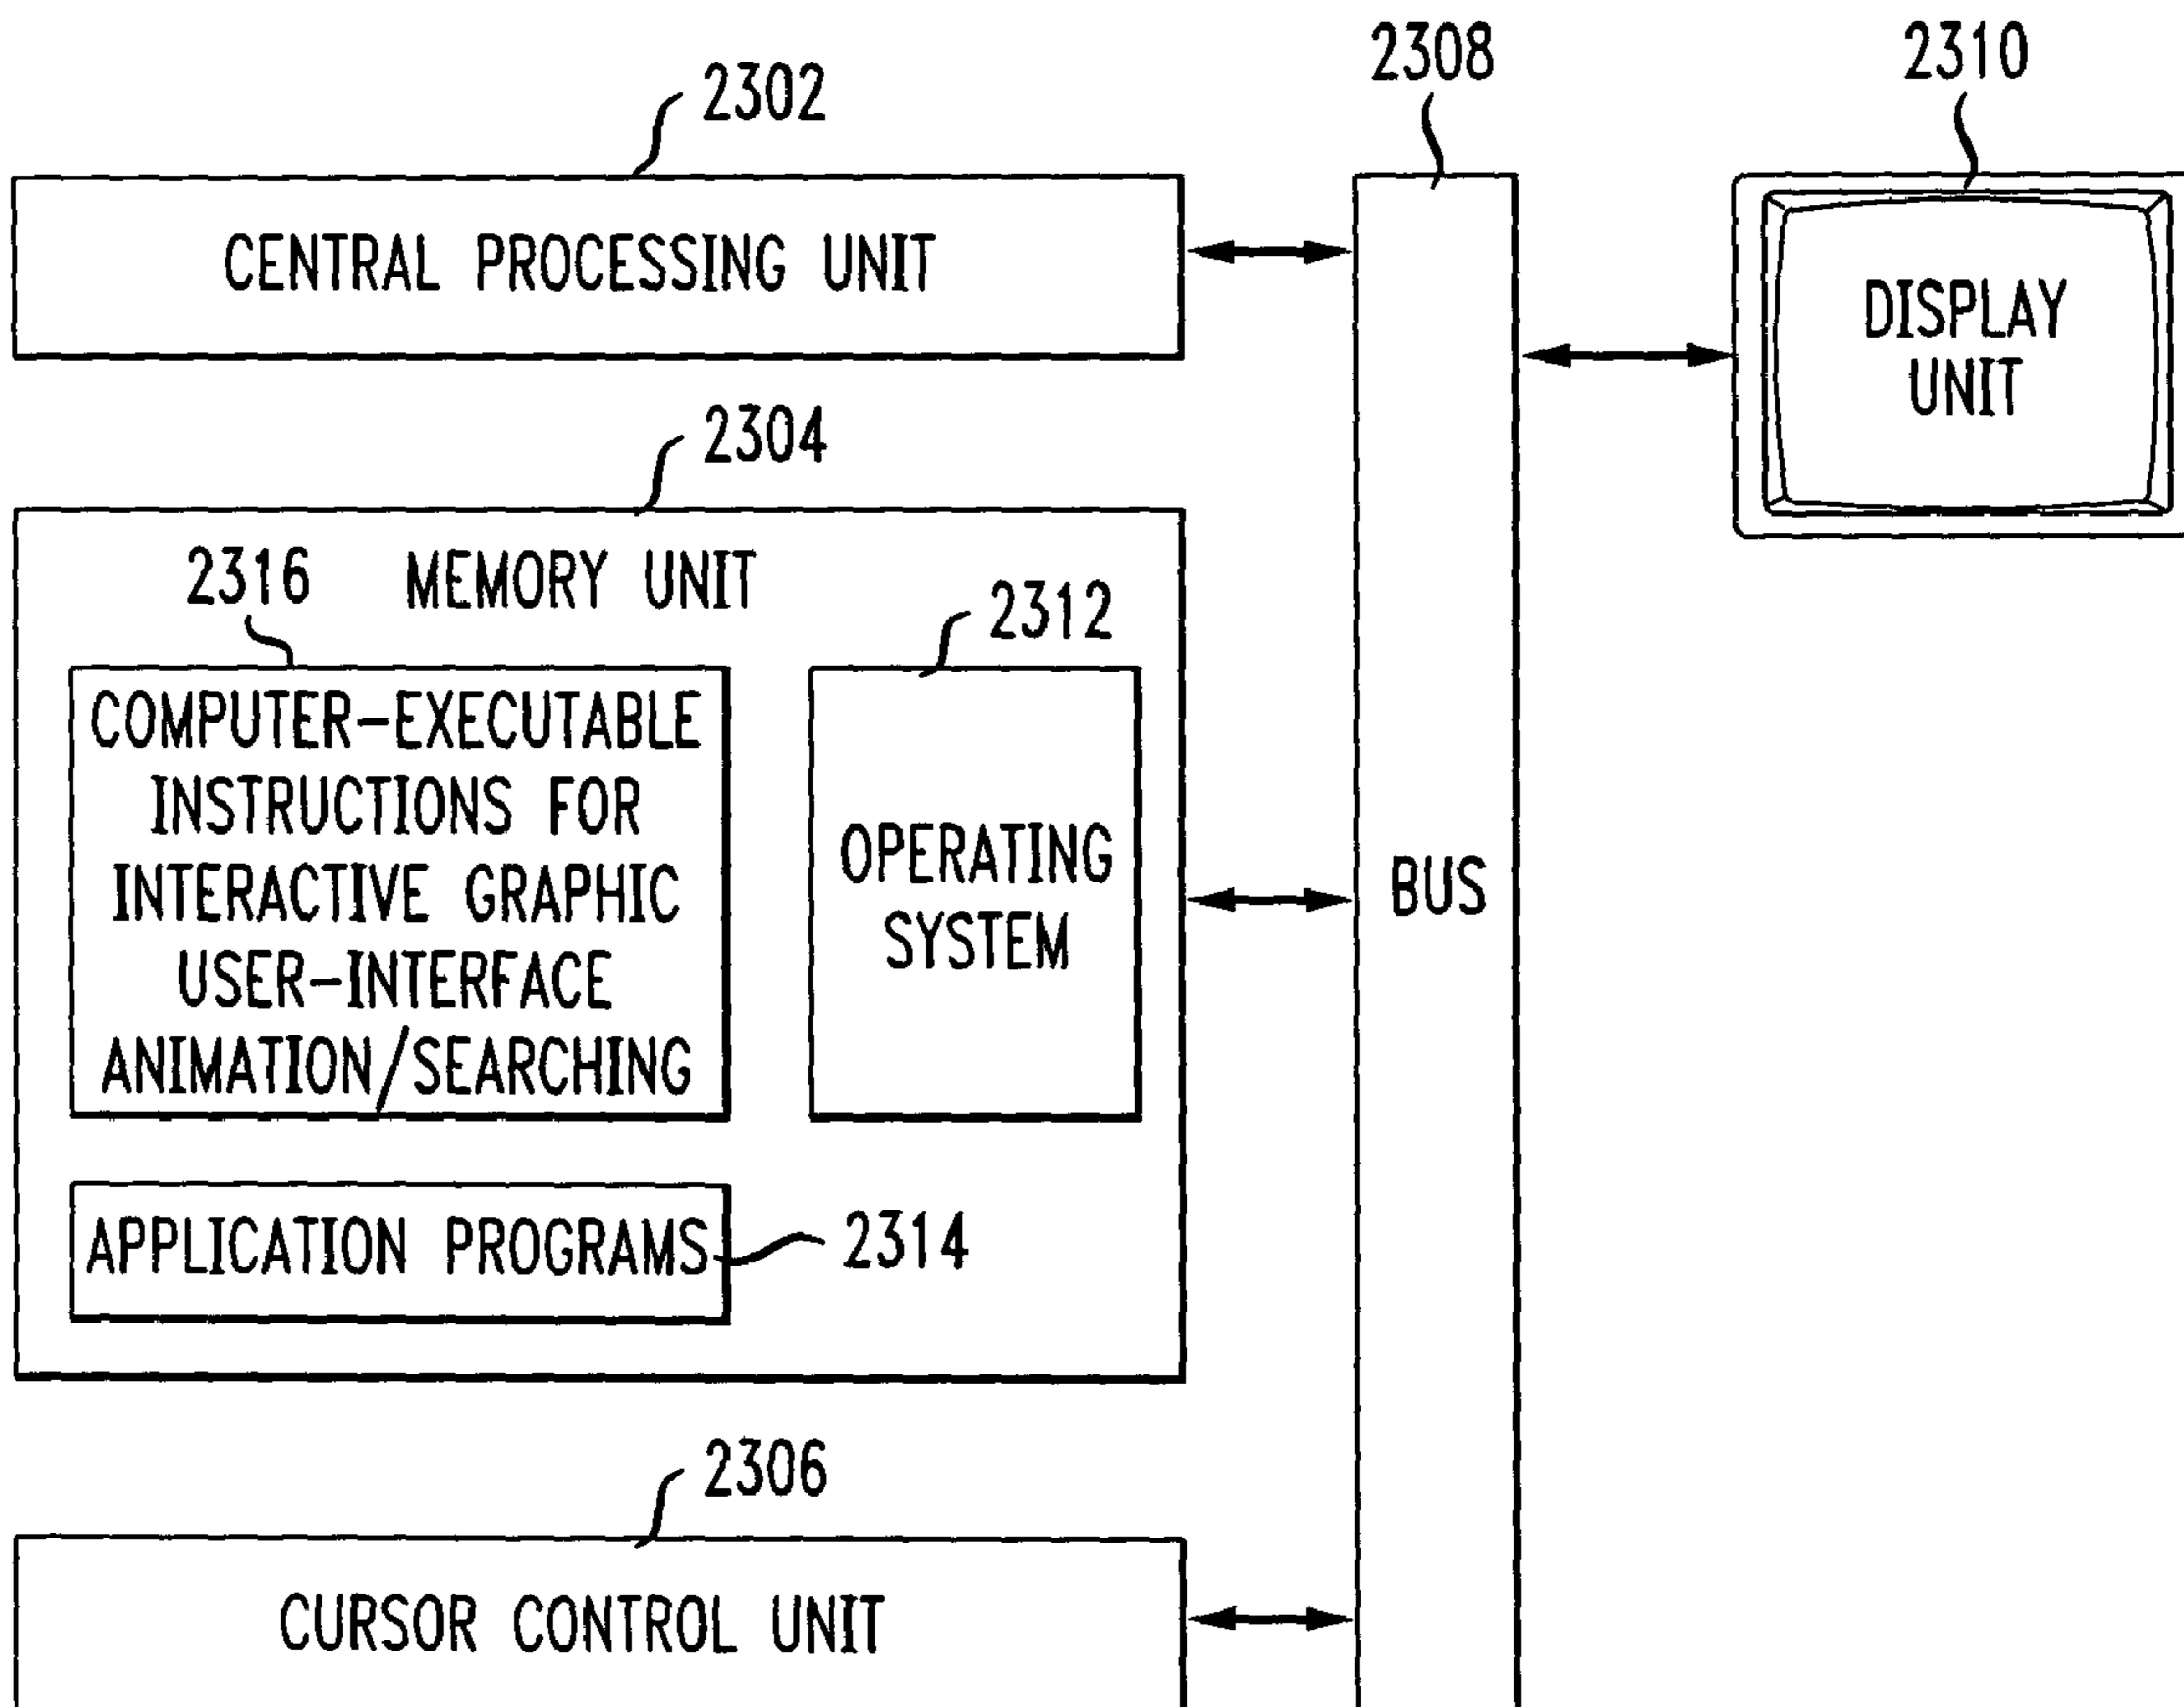 2308
2310
2302
CENTRAL PROCESSING UNIT
DISPLAY
UNIT
2304
2316
MEMORY UNIT
2312
COMPUTER-EXECUTABLE
INSTRUCTIONS FOR
INTERACTIVE GRAPHIC
USER-INTERFACE
ANIMATION/SEARCHING
OPERATING
SYSTEM
BUS
APPLICATION PROGRAMS
2314
2306
CURSOR CONTROL UNIT